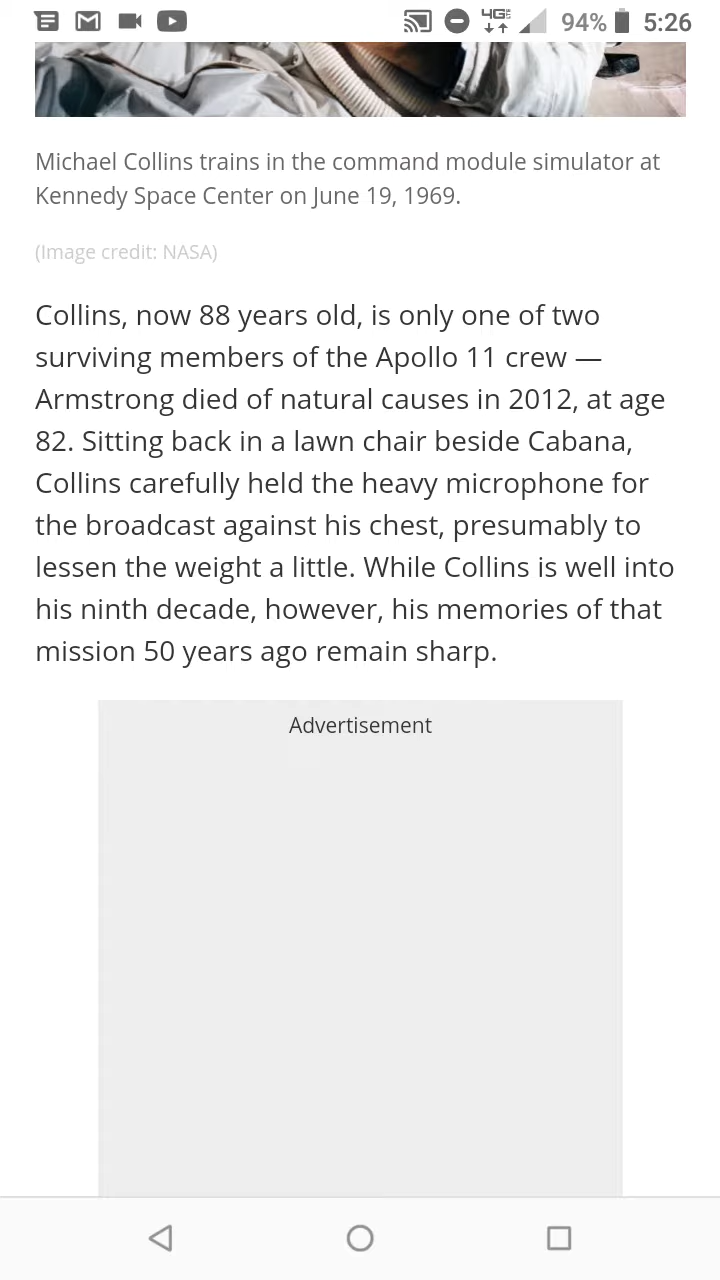 94% 5:26
Michael Collins trains in the command module simulator at
Kennedy Space Center on June 19, 1969.
(Image credit: NASA)
Collins, now 88 years old, is only one of two
surviving members of the Apollo 11 crew —
Armstrong died of natural causes in 2012, at age
82. Sitting back in a lawn chair beside Cabana,
Collins carefully held the heavy microphone for
the broadcast against his chest, presumably to
lessen the weight a little. While Collins is well into
his ninth decade, however, his memories of that
mission 50 years ago remain sharp.
Advertisement